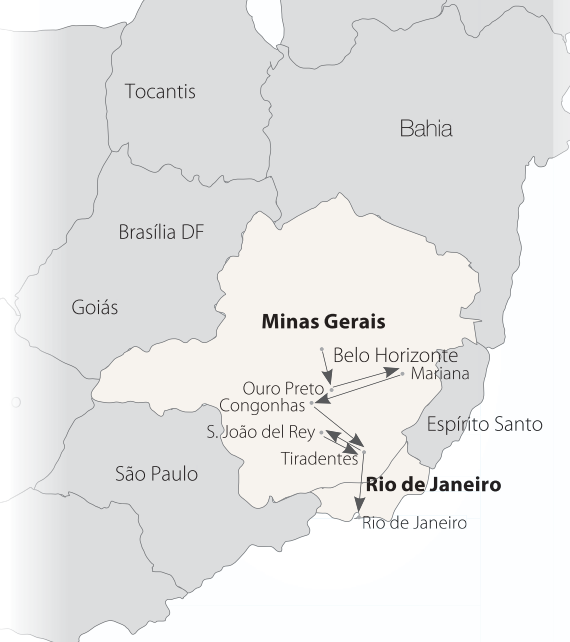 Tocantis
Bahia
Brasília DF
Goiás
Minas Gerais
Belo Horizonte
Mariana
Ouro Preto
Congonhas
Espírito Santo
S. João del Rey
Tiradentes
São Paulo
Rio de Janeiro
Rio de Janeiro